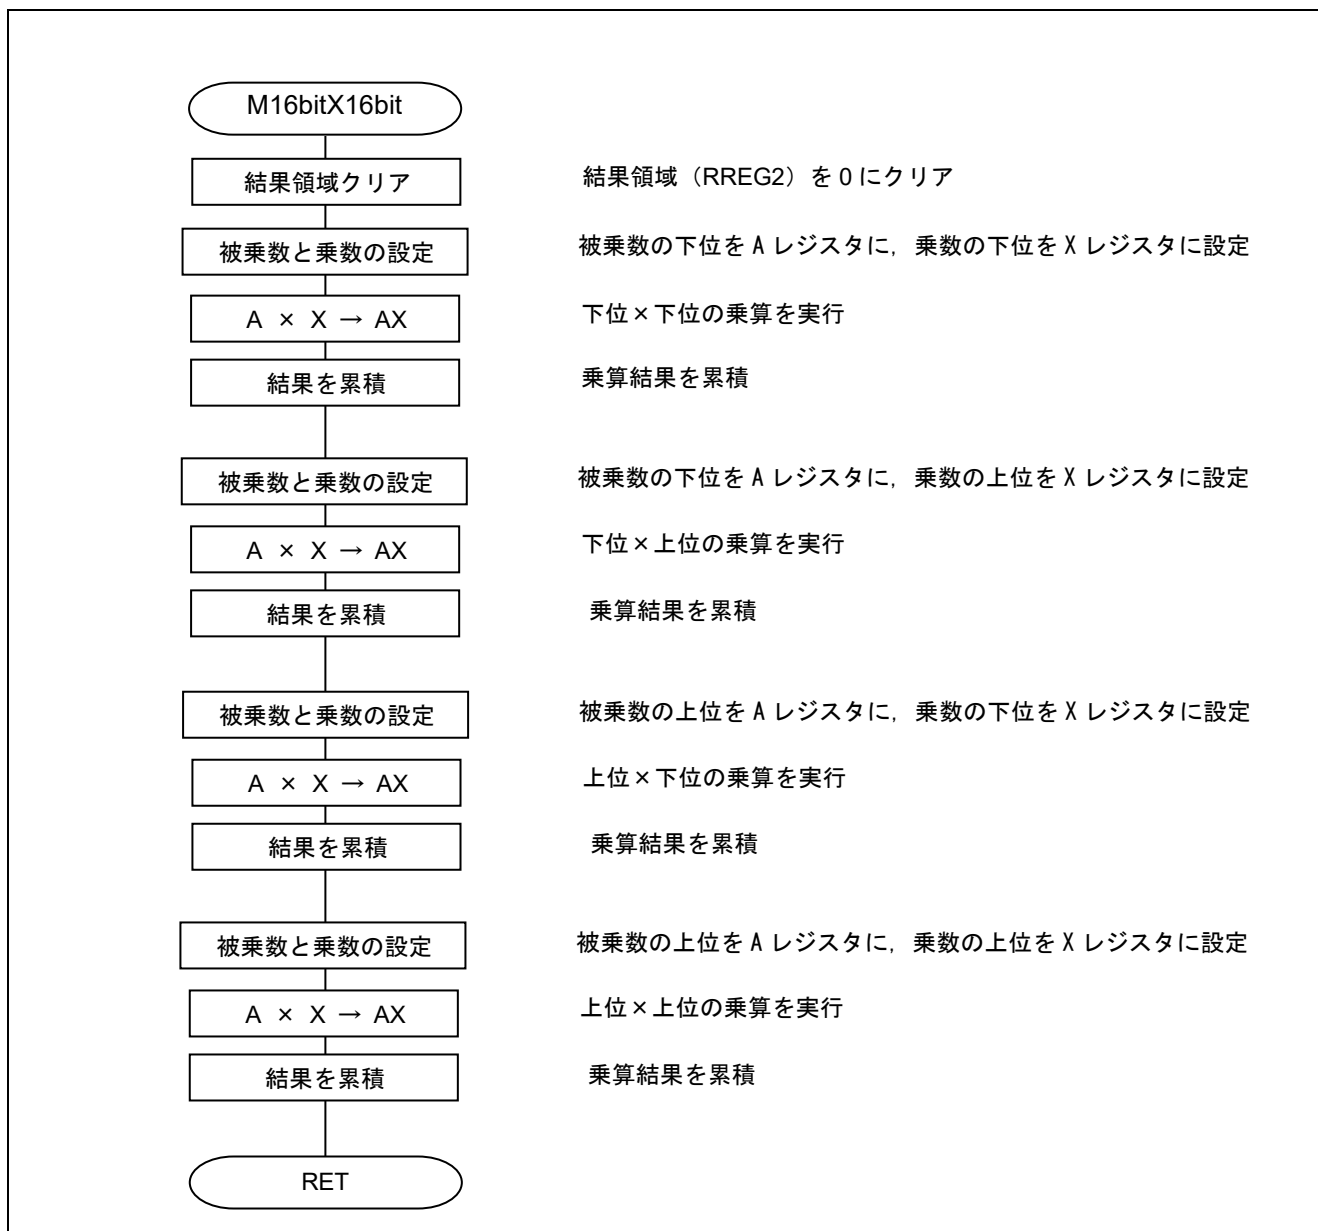 M16bitX16bit
結果領域クリア
結果領域（RREG2）を0にクリア
被乗数と乗数の設定
被乗数の下位をAレジスタに，乗数の下位をXレジスタに設定
A × X → AX
下位×下位の乗算を実行
結果を累積
乗算結果を累積
被乗数と乗数の設定
被乗数の下位をAレジスタに，乗数の上位をXレジスタに設定
A × X → AX
下位×上位の乗算を実行
結果を累積
乗算結果を累積
被乗数と乗数の設定
被乗数の上位をAレジスタに，乗数の下位をXレジスタに設定
A × X → AX
上位×下位の乗算を実行
結果を累積
乗算結果を累積
被乗数と乗数の設定
被乗数の上位をAレジスタに，乗数の上位をXレジスタに設定
A × X → AX
上位×上位の乗算を実行
結果を累積
乗算結果を累積
RET